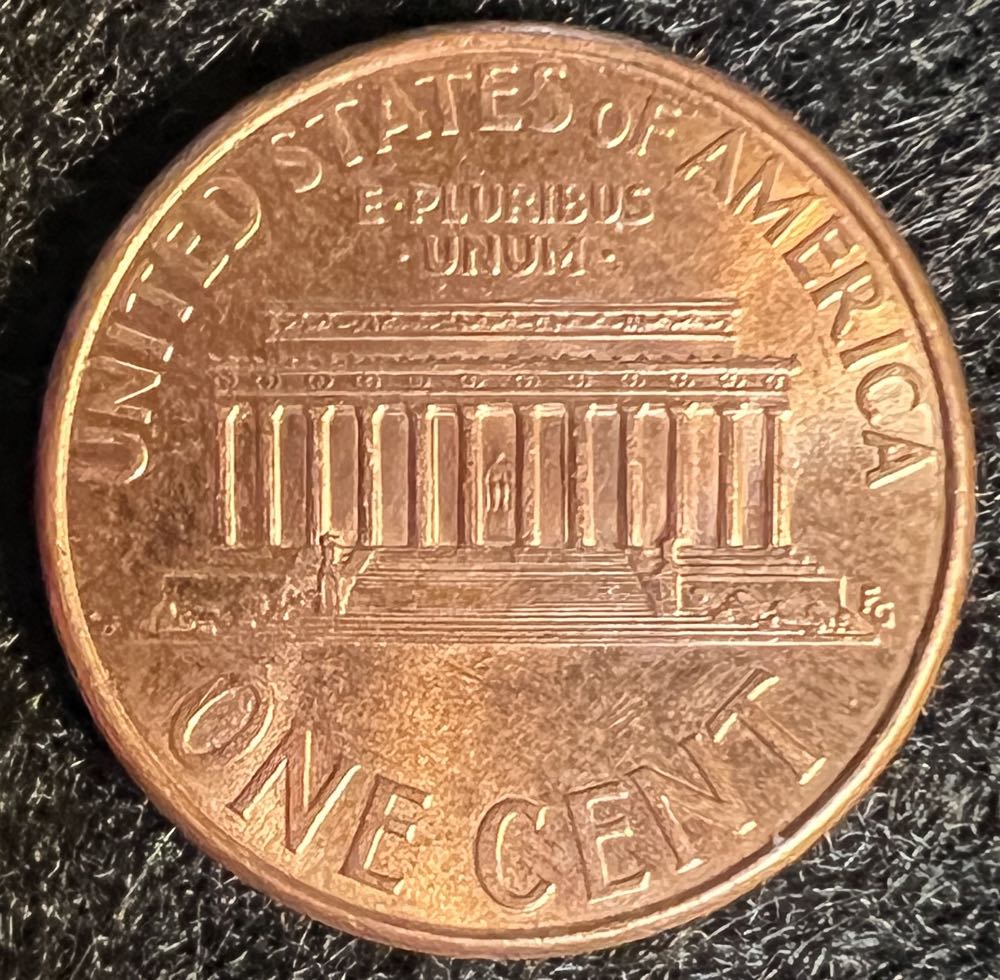 UNITED STATES OF AMERICA
E·PLURIBUS
·UNUM·
FG
ONE CENT